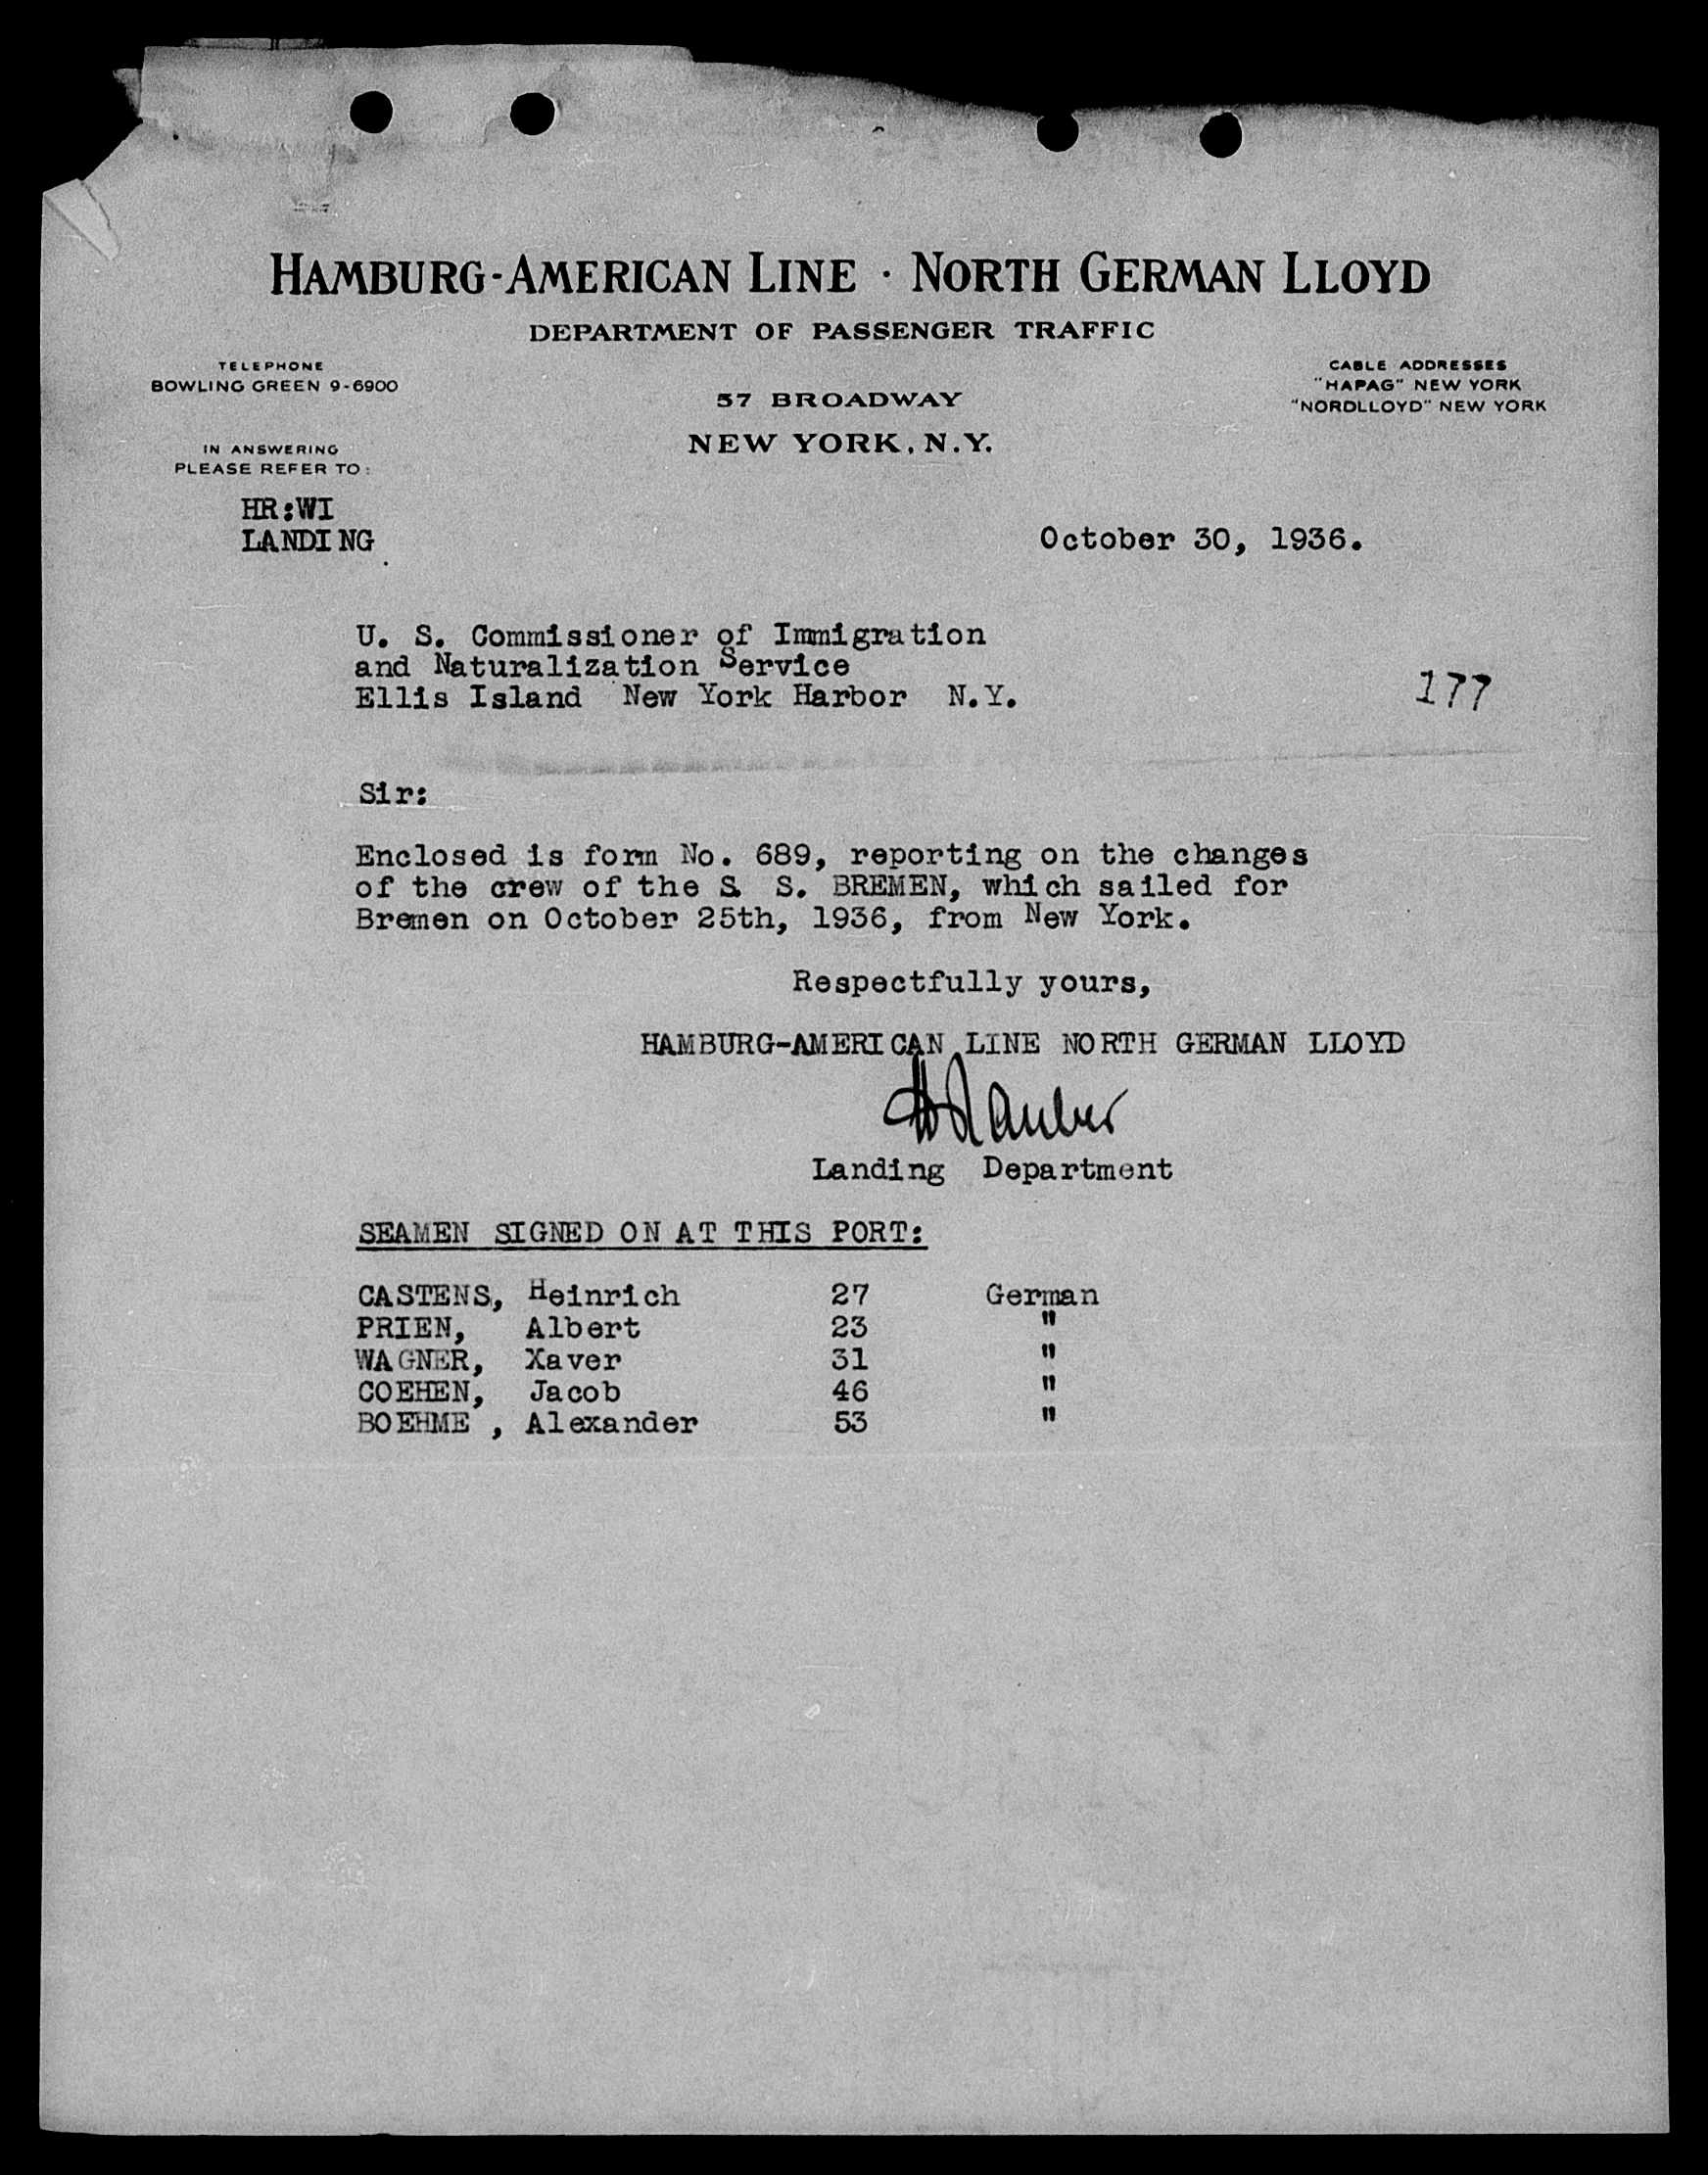 HAMBURG-AMERICAN LINE · NORTH GERMAN LLOYD
DEPARTMENT OF PASSENGER TRAFFIC
TELEPHONE
BOWLING GREEN 9-6900
57 BROADWAY
NEW YORK, N.Y.
CABLE ADDRESSES
"HAPAG" NEW YORK
"NORDLLOYD" NEW YORK
IN ANSWERING
PLEASE REFER TO:
HR:WI
LANDING
October 30, 1936.
U. S. Commissioner of Immigration
and Naturalization Service
Ellis Island New York Harbor N.Y.
177
Sir:
Enclosed is form No. 689, reporting on the changes
of the crew of the S. S. BREMEN, which sailed for
Bremen on October 25th, 1936, from New York.
Respectfully yours,
HAMBURG-AMERICAN LINE NORTH GERMAN LLOYD
Landing Department
SEAMEN SIGNED ON AT THIS PORT:
CASTENS, Heinrich 27 German
PRIEN, Albert 23 "
WAGNER, Xaver 31 "
COEHEN, Jacob 46 "
BOEHME , Alexander 53 "